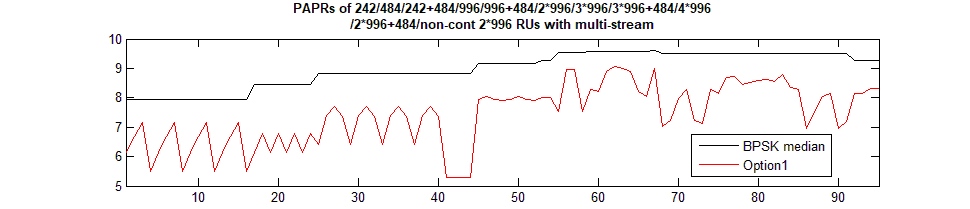 PAPRs of 242/484/242+484/996/996+484/2*996/3*996/3*996+484/4*996
/2*996+484/non-cont 2*996 RUs with multi-stream
10
9
8
7
6
5
BPSK median
Option1
10 20 30 40 50 60 70 80 90